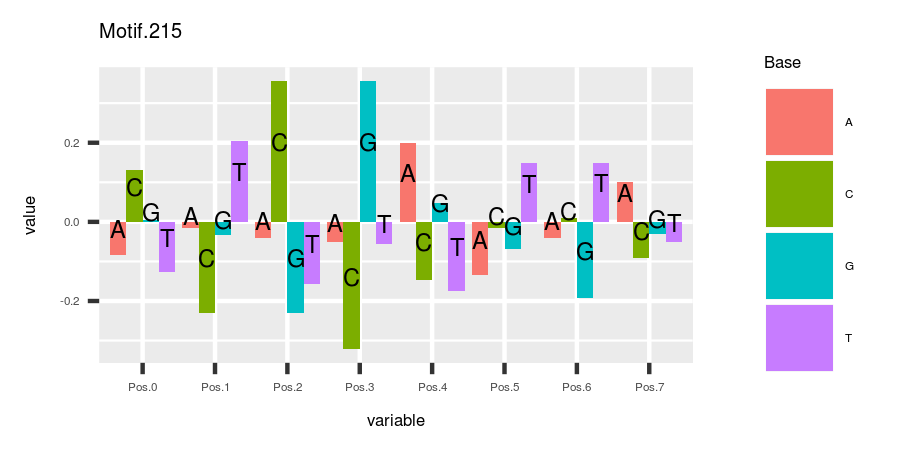 Motif.215
value
0.2
0.0
-0.2
A C G T A C G T A C G T A C G T A C G T A C G T A C G T A C G T
Pos.0 Pos.1 Pos.2 Pos.3 Pos.4 Pos.5 Pos.6 Pos.7
variable
Base
A
C
G
T